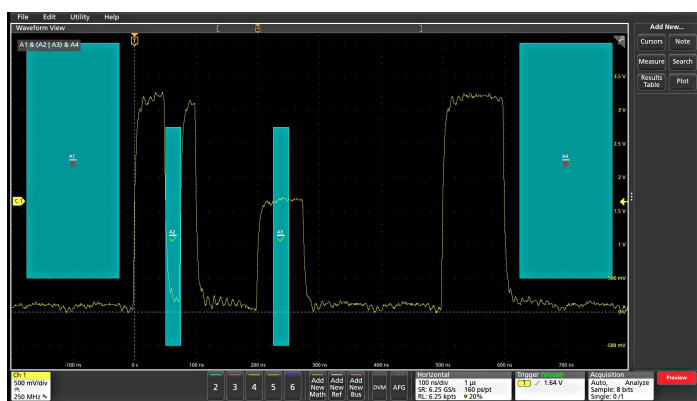 File Edit Utility Help
Waveform View
Add New...
A1 & (A2 | A3) & A4
Cursors Note
Measure Search
Results Table Plot
3.5 V
3 V
2.5 V
2 V
1.5 V
1 V
500 mV
0 V
-500 mV
A1
A2
A3
A4
C1
-100 ns 0 s 100 ns 200 ns 300 ns 400 ns 500 ns 600 ns 700 ns
Ch 1
500 mV/div
250 MHz
2 3 4 5 6
Add New Math
Add New Ref
Add New Bus
DVM AFG
Horizontal
100 ns/div 1 µs
SR: 6.25 GS/s 160 ps/pt
RL: 6.25 kpts 20%
Trigger (Visual)
1 1.64 V
Acquisition
Auto, Analyze
Sample: 8 bits
Single: 0/1
Preview